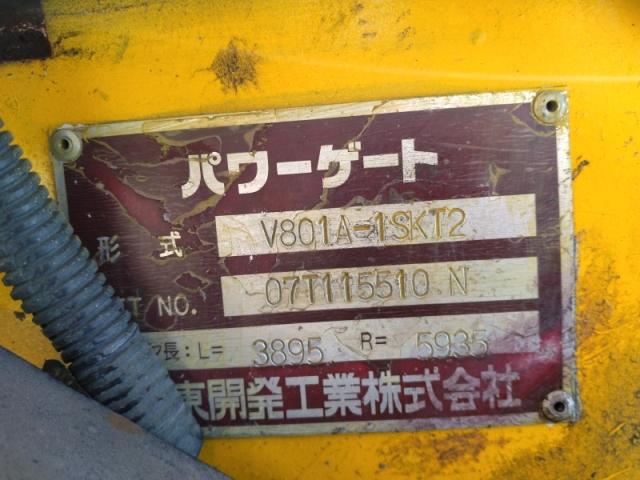 パワーゲート
形式 V801A-1SKT2
T NO. 07T115510 N
長:L= 3895 R= 5935
東開発工業株式会社